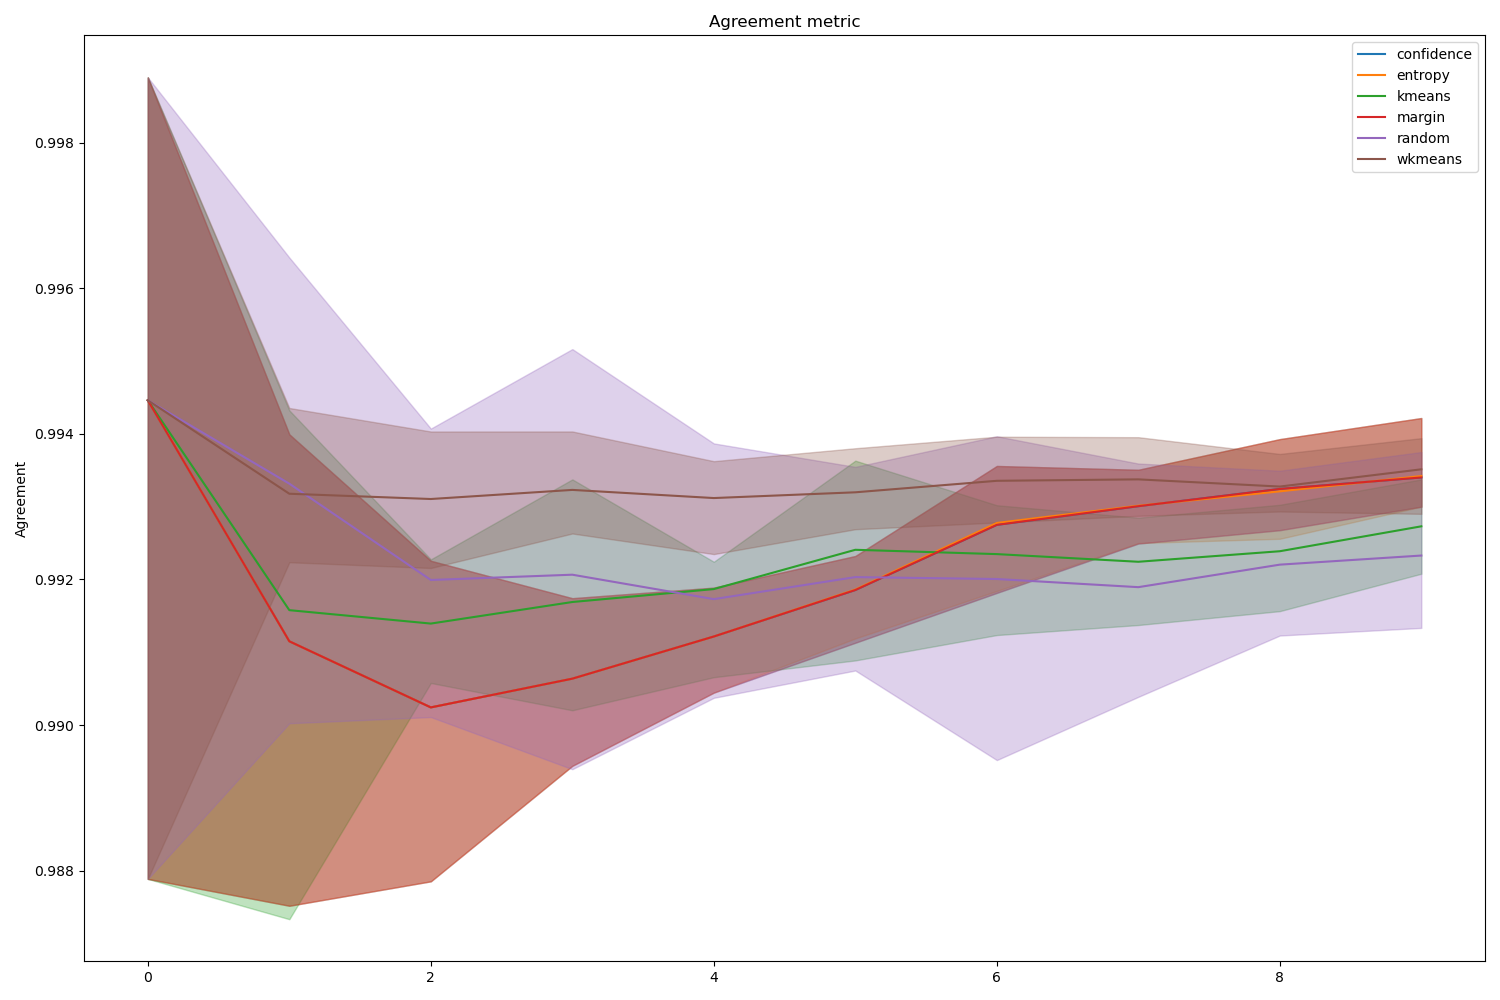 Agreement metric
confidence
entropy
kmeans
margin
random
wkmeans
Agreement
0.998
0.996
0.994
0.992
0.990
0.988
0 2 4 6 8